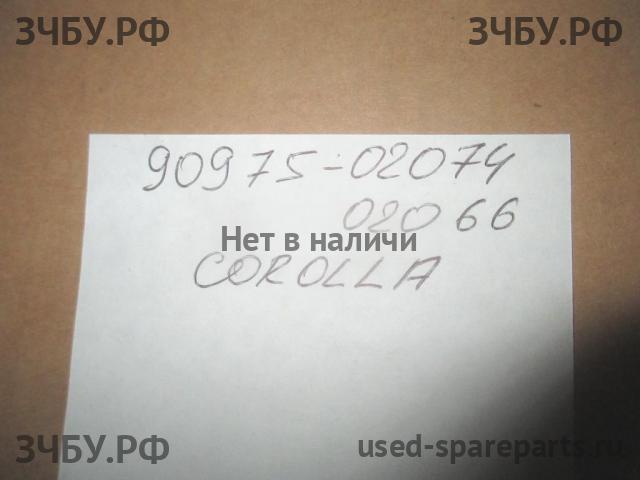 ЗЧБУ.РФ ЗЧБУ.РФ
90975-02074
02066
Нет в наличи
COROLLA
ЗЧБУ.РФ used-spareparts.ru